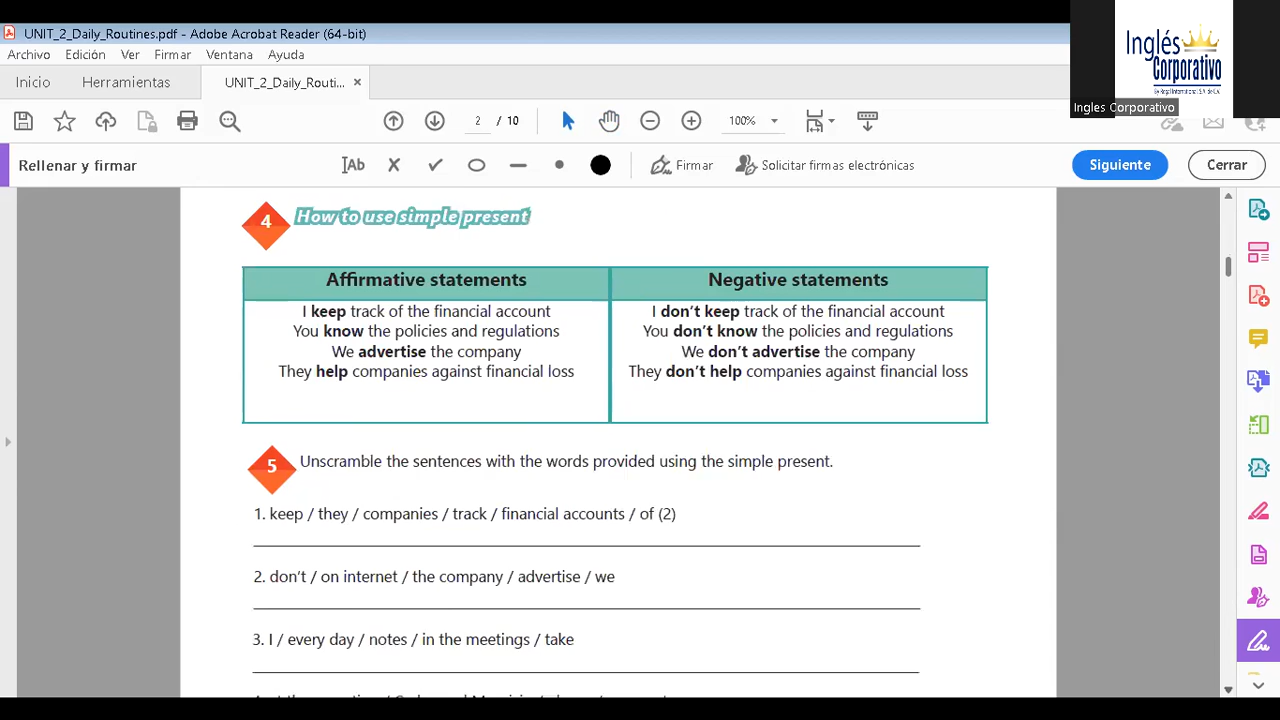 UNIT_2_Daily_Routines.pdf - Adobe Acrobat Reader (64-bit)
Archivo Edición Ver Firmar Ventana Ayuda
Inicio Herramientas UNIT_2_Daily_Routi... ×
2 / 10 100%
Rellenar y firmar Ab Firmar Solicitar firmas electrónicas Siguiente Cerrar
Inglés
Corporativo
Ingles Corporativo
4 How to use simple present
Affirmative statements Negative statements
I keep track of the financial account I don't keep track of the financial account
You know the policies and regulations You don't know the policies and regulations
We advertise the company We don't advertise the company
They help companies against financial loss They don't help companies against financial loss
5 Unscramble the sentences with the words provided using the simple present.
1. keep / they / companies / track / financial accounts / of (2)
2. don't / on internet / the company / advertise / we
3. I / every day / notes / in the meetings / take